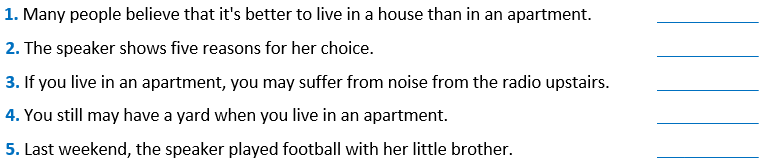 1. Many people believe that it's better to live in a house than in an apartment.
2. The speaker shows five reasons for her choice.
3. If you live in an apartment, you may suffer from noise from the radio upstairs.
4. You still may have a yard when you live in an apartment.
5. Last weekend, the speaker played football with her little brother.